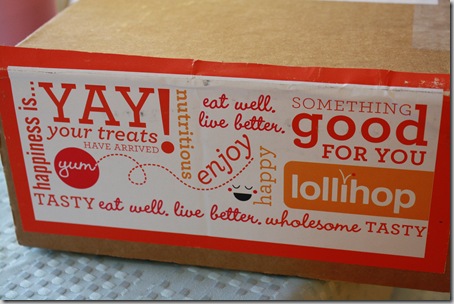 happiness is...
YAY!
your treats
HAVE ARRIVED
yum
nutritious
eat well.
live better.
enjoy
happy
SOMETHING
good
FOR YOU
lollihop
TASTY eat well. live better. wholesome TASTY